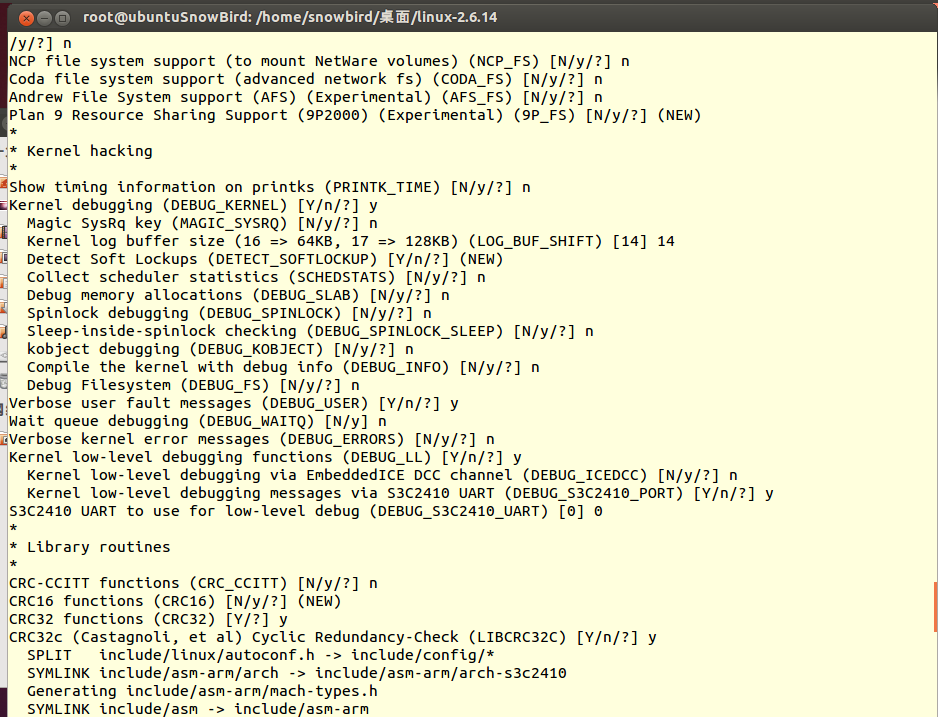 root@ubuntuSnowBird: /home/snowbird/桌面/linux-2.6.14
/y/?] n
NCP file system support (to mount NetWare volumes) (NCP_FS) [N/y/?] n
Coda file system support (advanced network fs) (CODA_FS) [N/y/?] n
Andrew File System support (AFS) (Experimental) (AFS_FS) [N/y/?] n
Plan 9 Resource Sharing Support (9P2000) (Experimental) (9P_FS) [N/y/?] (NEW)
*
* Kernel hacking
*
Show timing information on printks (PRINTK_TIME) [N/y/?] n
Kernel debugging (DEBUG_KERNEL) [Y/n/?] y
  Magic SysRq key (MAGIC_SYSRQ) [N/y/?] n
  Kernel log buffer size (16 => 64KB, 17 => 128KB) (LOG_BUF_SHIFT) [14] 14
  Detect Soft Lockups (DETECT_SOFTLOCKUP) [Y/n/?] (NEW)
  Collect scheduler statistics (SCHEDSTATS) [N/y/?] n
  Debug memory allocations (DEBUG_SLAB) [N/y/?] n
  Spinlock debugging (DEBUG_SPINLOCK) [N/y/?] n
  Sleep-inside-spinlock checking (DEBUG_SPINLOCK_SLEEP) [N/y/?] n
  kobject debugging (DEBUG_KOBJECT) [N/y/?] n
  Compile the kernel with debug info (DEBUG_INFO) [N/y/?] n
  Debug Filesystem (DEBUG_FS) [N/y/?] n
Verbose user fault messages (DEBUG_USER) [Y/n/?] y
Wait queue debugging (DEBUG_WAITQ) [N/y] n
Verbose kernel error messages (DEBUG_ERRORS) [N/y/?] n
Kernel low-level debugging functions (DEBUG_LL) [Y/n/?] y
  Kernel low-level debugging via EmbeddedICE DCC channel (DEBUG_ICEDCC) [N/y/?] n
  Kernel low-level debugging messages via S3C2410 UART (DEBUG_S3C2410_PORT) [Y/n/?] y
S3C2410 UART to use for low-level debug (DEBUG_S3C2410_UART) [0] 0
*
* Library routines
*
CRC-CCITT functions (CRC_CCITT) [N/y/?] n
CRC16 functions (CRC16) [N/y/?] (NEW)
CRC32 functions (CRC32) [Y/?] y
CRC32c (Castagnoli, et al) Cyclic Redundancy-Check (LIBCRC32C) [Y/n/?] y
  SPLIT   include/linux/autoconf.h -> include/config/*
  SYMLINK include/asm-arm/arch -> include/asm-arm/arch-s3c2410
  Generating include/asm-arm/mach-types.h
  SYMLINK include/asm -> include/asm-arm